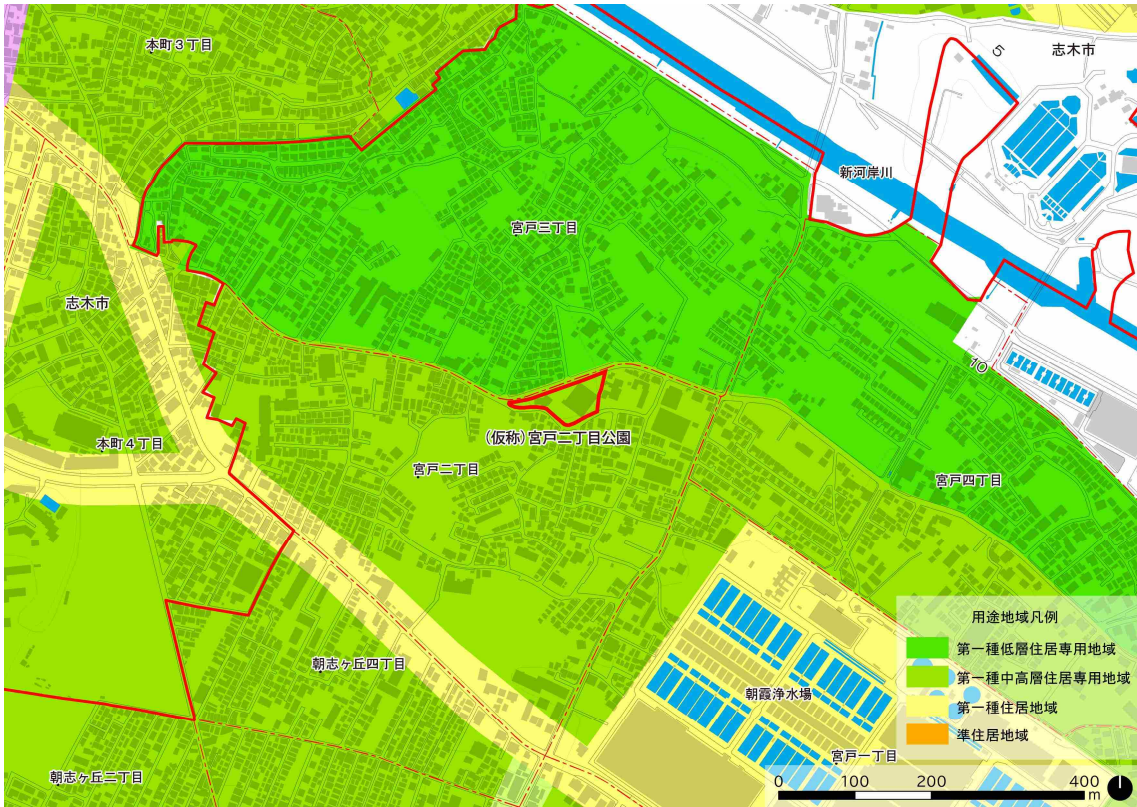 本町3丁目
志木市
5
新河岸川
宮戸三丁目
志木市
10
(仮称)宮戸二丁目公園
本町4丁目
宮戸二丁目
宮戸四丁目
用途地域凡例
第一種低層住居専用地域
第一種中高層住居専用地域
第一種住居地域
準住居地域
朝志ヶ丘四丁目
朝霞浄水場
宮戸一丁目
朝志ヶ丘二丁目
0 100 200 400
m